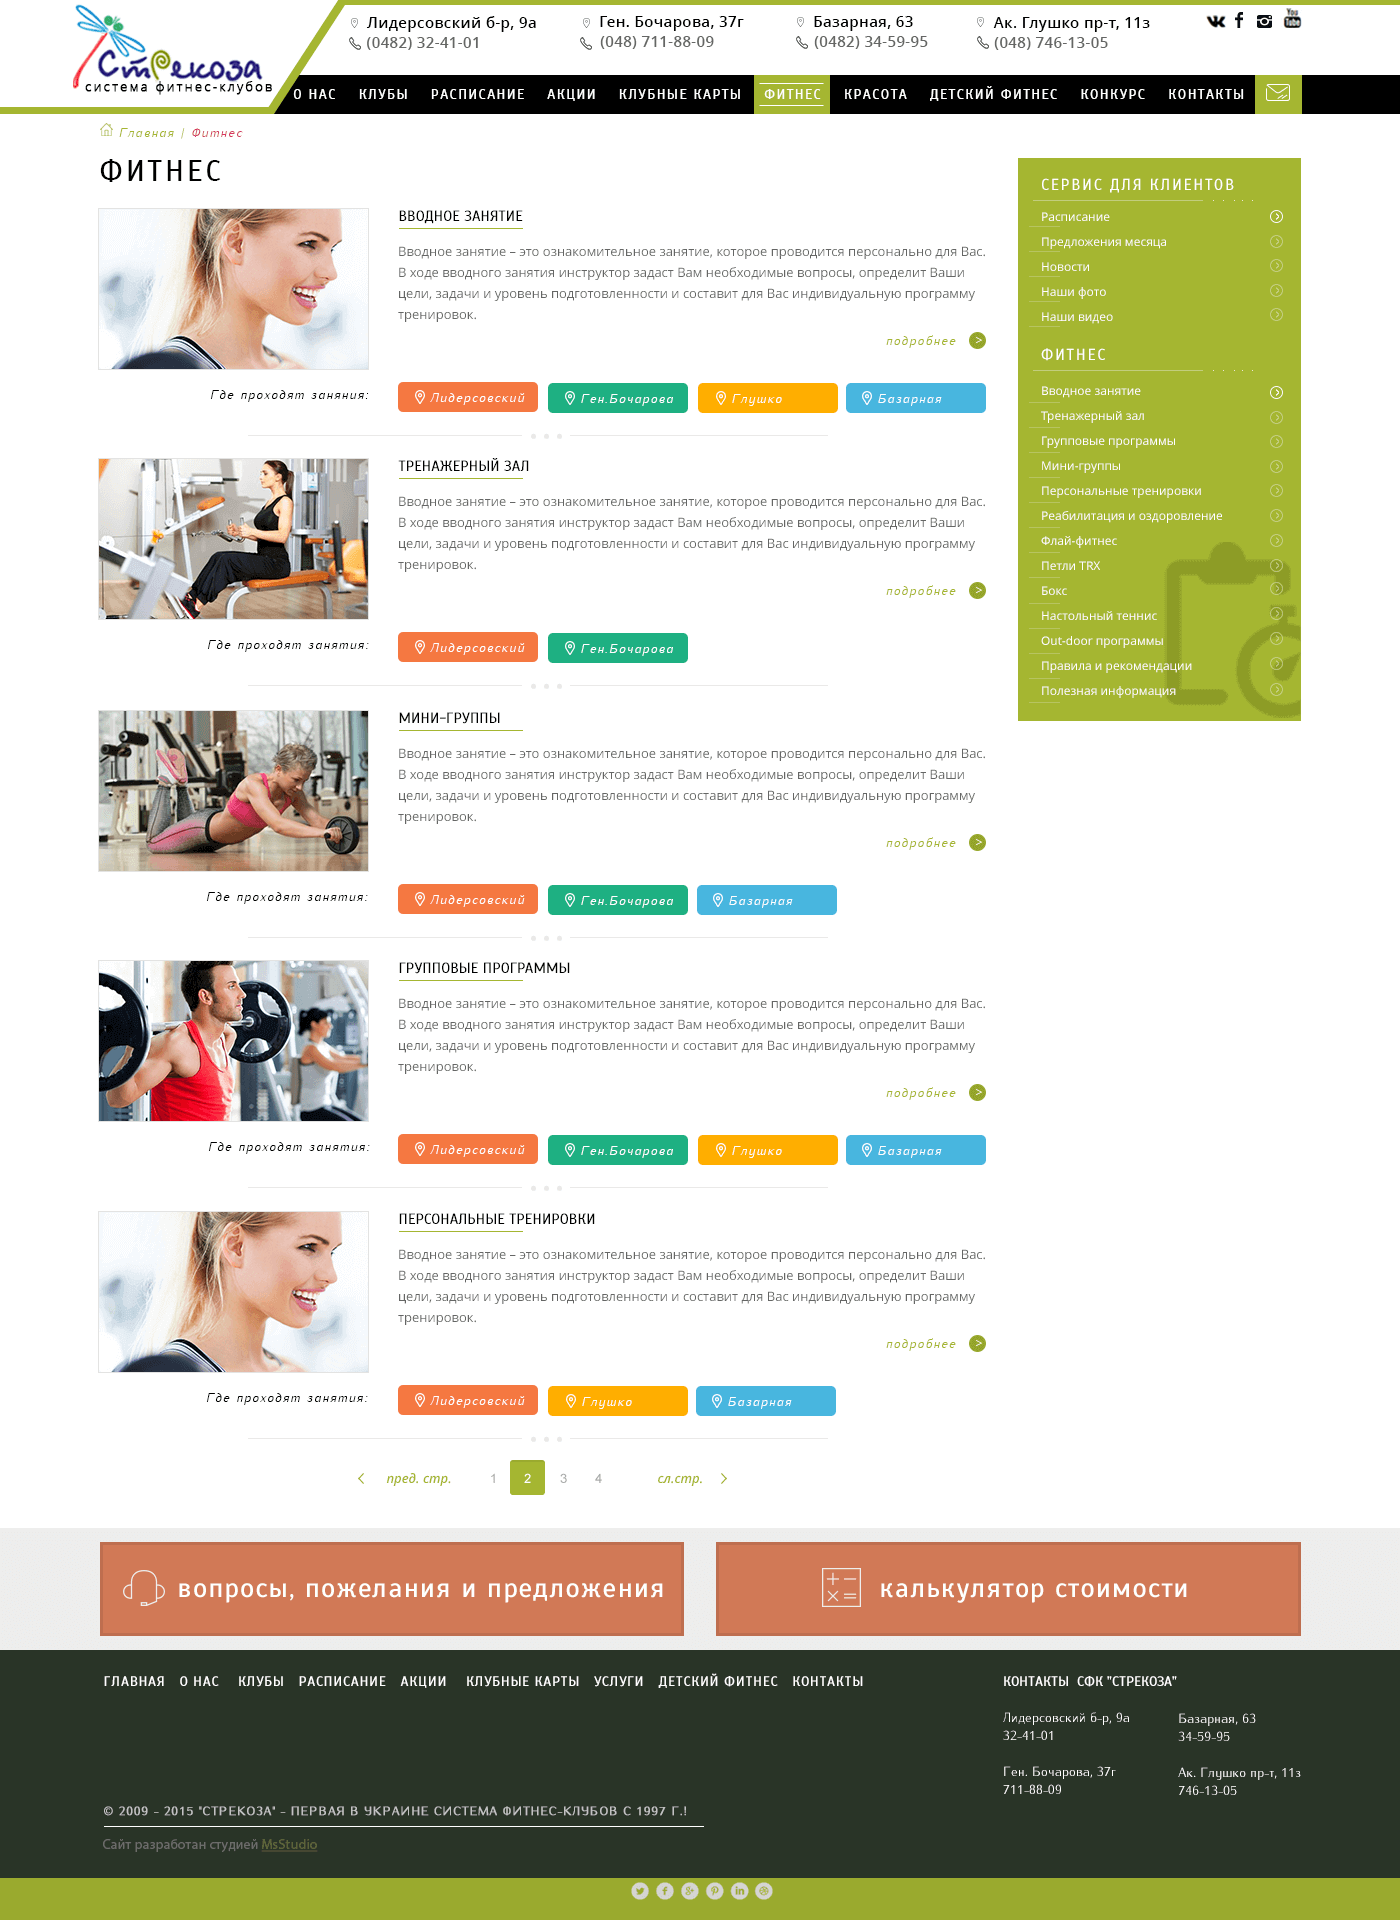 Стрекоза
система фитнес-клубов
Лидерсовский б-р, 9а
(0482) 32-41-01
Ген. Бочарова, 37г
(048) 711-88-09
Базарная, 63
(0482) 34-59-95
Ак. Глушко пр-т, 11з
(048) 746-13-05
You Tube
О НАС КЛУБЫ РАСПИСАНИЕ АКЦИИ КЛУБНЫЕ КАРТЫ ФИТНЕС КРАСОТА ДЕТСКИЙ ФИТНЕС КОНКУРС КОНТАКТЫ
Главная | Фитнес
ФИТНЕС
ВВОДНОЕ ЗАНЯТИЕ
Вводное занятие – это ознакомительное занятие, которое проводится персонально для Вас.
В ходе вводного занятия инструктор задаст Вам необходимые вопросы, определит Ваши
цели, задачи и уровень подготовленности и составит для Вас индивидуальную программу
тренировок.
подробнее >
Где проходят заняния:
Лидерсовский Ген.Бочарова Глушко Базарная
ТРЕНАЖЕРНЫЙ ЗАЛ
Вводное занятие – это ознакомительное занятие, которое проводится персонально для Вас.
В ходе вводного занятия инструктор задаст Вам необходимые вопросы, определит Ваши
цели, задачи и уровень подготовленности и составит для Вас индивидуальную программу
тренировок.
подробнее >
Где проходят занятия:
Лидерсовский Ген.Бочарова
МИНИ-ГРУППЫ
Вводное занятие – это ознакомительное занятие, которое проводится персонально для Вас.
В ходе вводного занятия инструктор задаст Вам необходимые вопросы, определит Ваши
цели, задачи и уровень подготовленности и составит для Вас индивидуальную программу
тренировок.
подробнее >
Где проходят занятия:
Лидерсовский Ген.Бочарова Базарная
ГРУППОВЫЕ ПРОГРАММЫ
Вводное занятие – это ознакомительное занятие, которое проводится персонально для Вас.
В ходе вводного занятия инструктор задаст Вам необходимые вопросы, определит Ваши
цели, задачи и уровень подготовленности и составит для Вас индивидуальную программу
тренировок.
подробнее >
Где проходят занятия:
Лидерсовский Ген.Бочарова Глушко Базарная
ПЕРСОНАЛЬНЫЕ ТРЕНИРОВКИ
Вводное занятие – это ознакомительное занятие, которое проводится персонально для Вас.
В ходе вводного занятия инструктор задаст Вам необходимые вопросы, определит Ваши
цели, задачи и уровень подготовленности и составит для Вас индивидуальную программу
тренировок.
подробнее >
Где проходят занятия:
Лидерсовский Глушко Базарная
пред. стр. 1 2 3 4 сл.стр.
СЕРВИС ДЛЯ КЛИЕНТОВ
Расписание
Предложения месяца
Новости
Наши фото
Наши видео
ФИТНЕС
Вводное занятие
Тренажерный зал
Групповые программы
Мини-группы
Персональные тренировки
Реабилитация и оздоровление
Флай-фитнес
Петли TRX
Бокс
Настольный теннис
Out-door программы
Правила и рекомендации
Полезная информация
вопросы, пожелания и предложения
калькулятор стоимости
ГЛАВНАЯ О НАС КЛУБЫ РАСПИСАНИЕ АКЦИИ КЛУБНЫЕ КАРТЫ УСЛУГИ ДЕТСКИЙ ФИТНЕС КОНТАКТЫ
КОНТАКТЫ СФК "СТРЕКОЗА"
Лидерсовский б-р, 9а
32-41-01
Базарная, 63
34-59-95
Ген. Бочарова, 37г
711-88-09
Ак. Глушко пр-т, 11з
746-13-05
© 2009 - 2015 "СТРЕКОЗА" - ПЕРВАЯ В УКРАИНЕ СИСТЕМА ФИТНЕС-КЛУБОВ С 1997 Г.!
Сайт разработан студией MsStudio